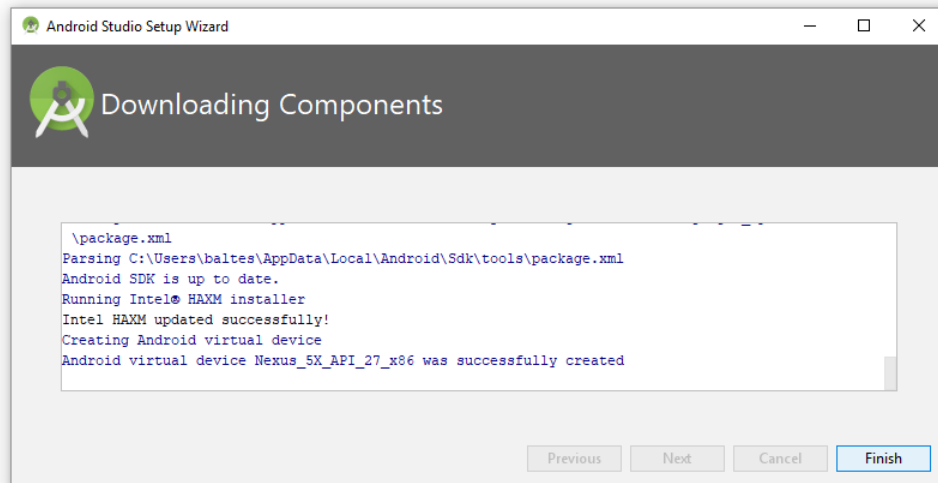 Android Studio Setup Wizard
Downloading Components
\package.xml
Parsing C:\Users\baltes\AppData\Local\Android\Sdk\tools\package.xml
Android SDK is up to date.
Running Intel® HAXM installer
Intel HAXM updated successfully!
Creating Android virtual device
Android virtual device Nexus_5X_API_27_x86 was successfully created
Previous
Next
Cancel
Finish